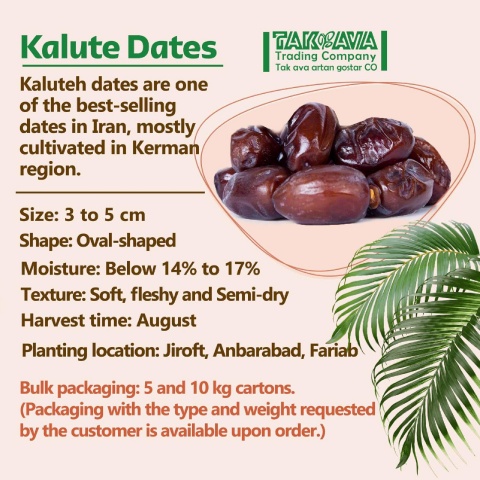 Kalute Dates
TAKAVA
Trading Company
Tak ava artan gostar CO
Kaluteh dates are one
of the best-selling
dates in Iran, mostly
cultivated in Kerman
region.
Size: 3 to 5 cm
Shape: Oval-shaped
Moisture: Below 14% to 17%
Texture: Soft, fleshy and Semi-dry
Harvest time: August
Planting location: Jiroft, Anbarabad, Fariab
Bulk packaging: 5 and 10 kg cartons.
(Packaging with the type and weight requested
by the customer is available upon order.)